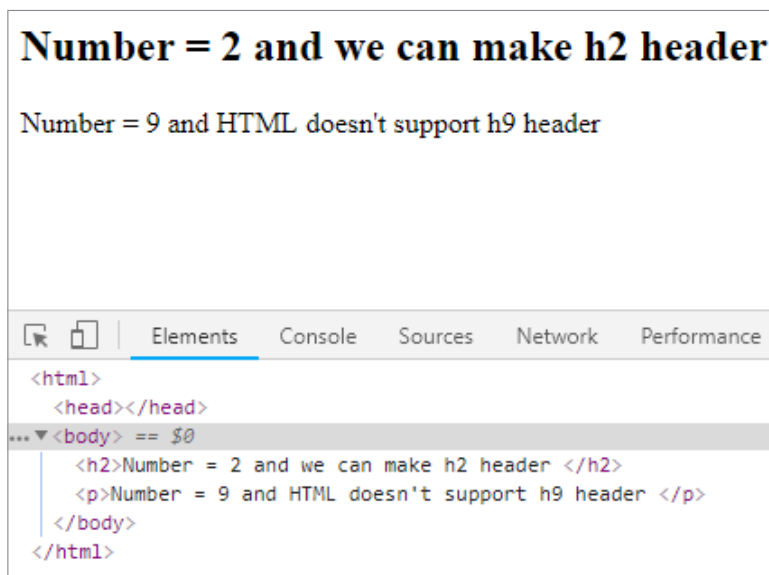 Number = 2 and we can make h2 header
Number = 9 and HTML doesn't support h9 header
Elements Console Sources Network Performance
<html>
<head></head>
... ▼<body> == $0
<h2>Number = 2 and we can make h2 header </h2>
<p>Number = 9 and HTML doesn't support h9 header </p>
</body>
</html>